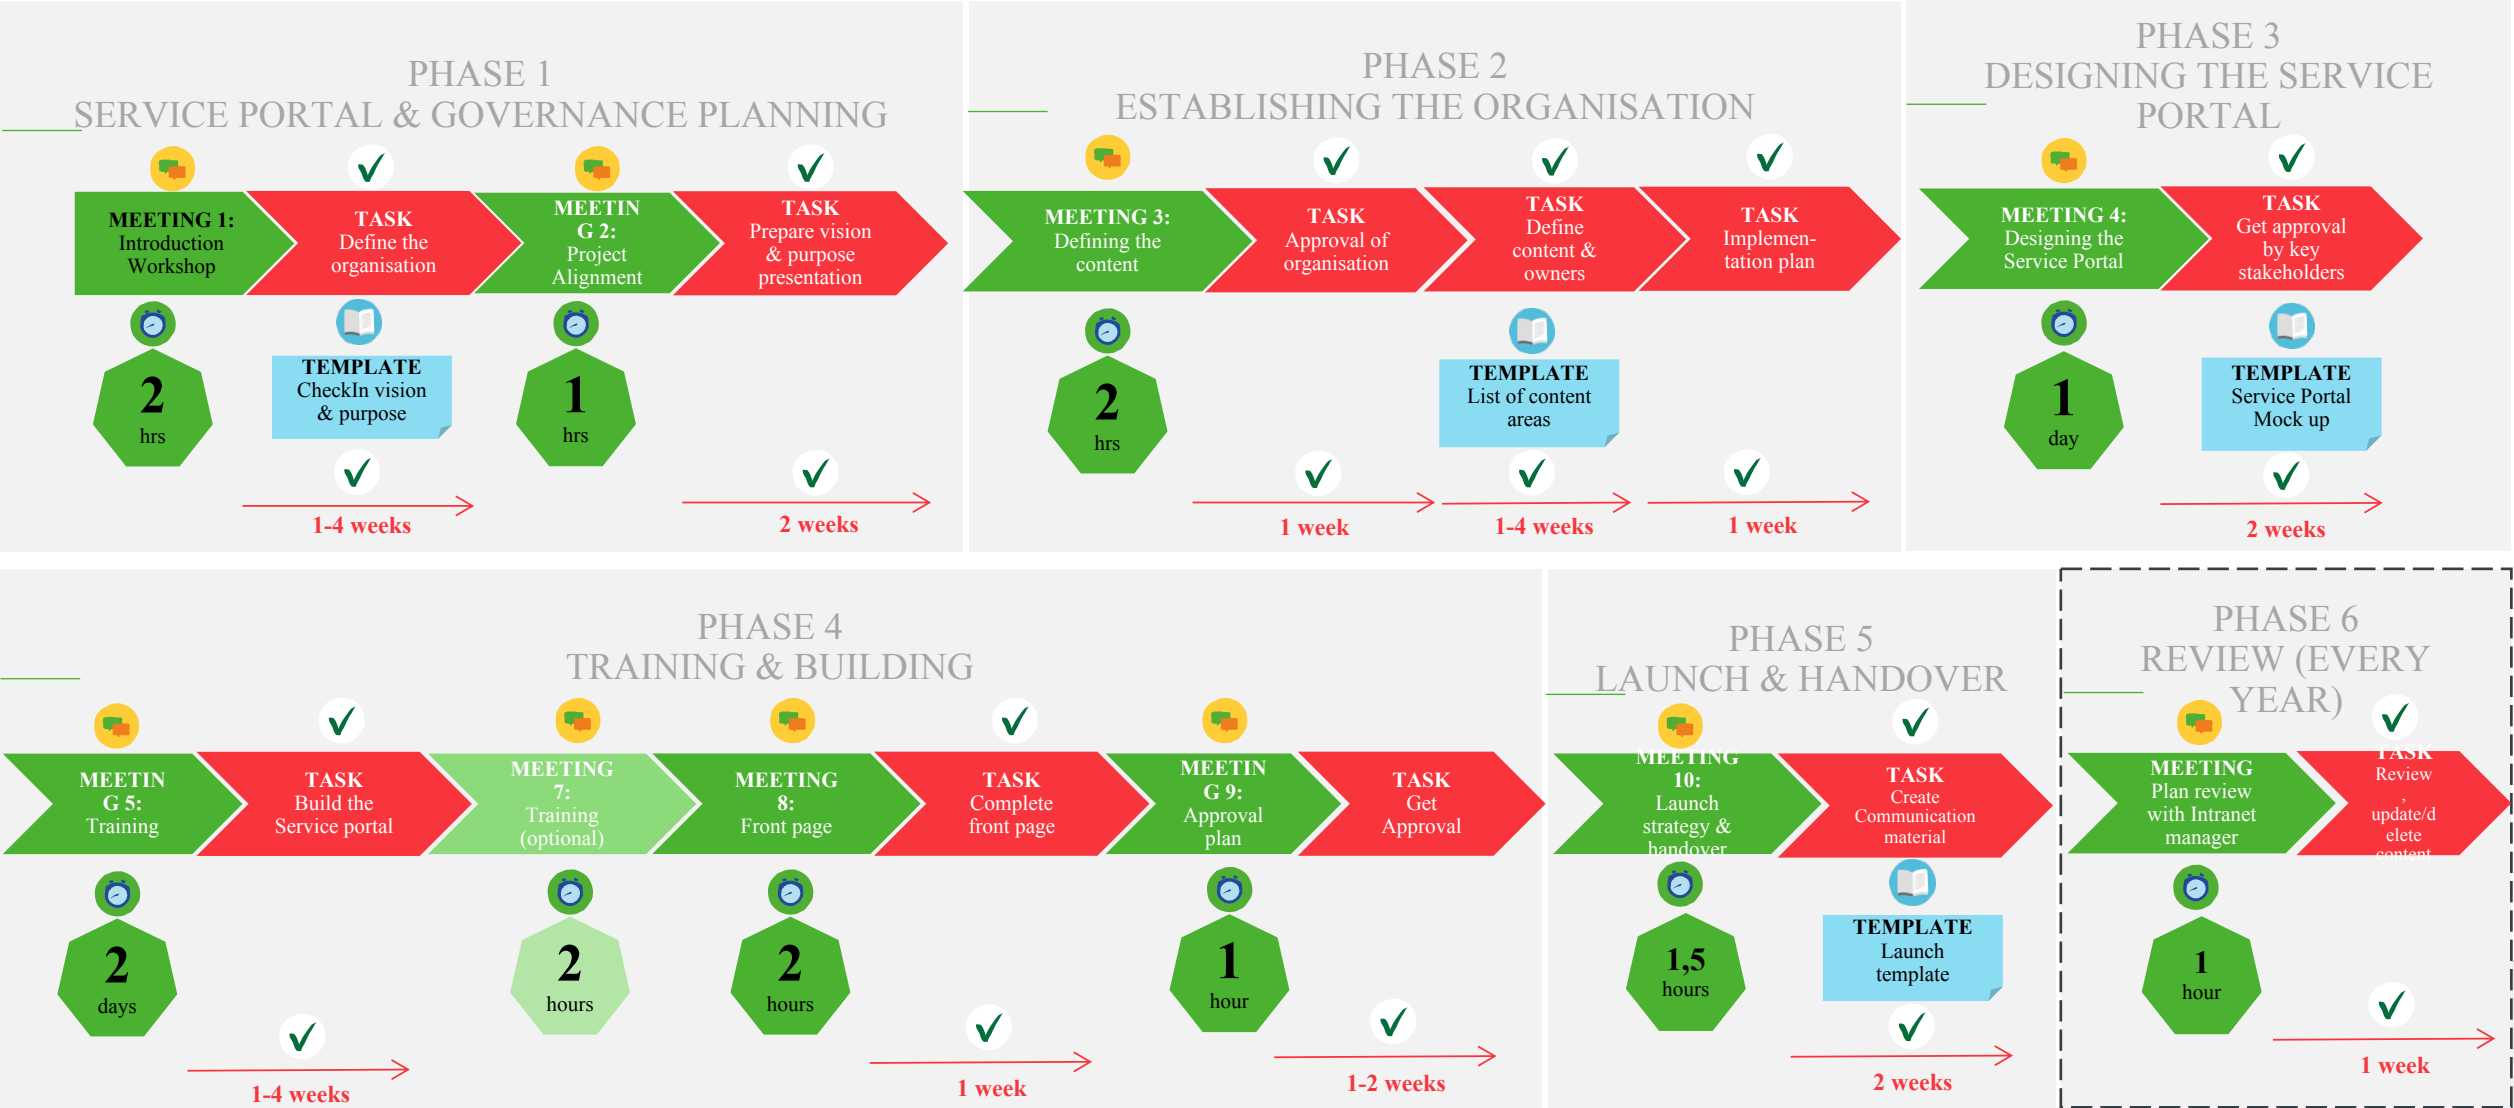 PHASE 1
SERVICE PORTAL & GOVERNANCE PLANNING
MEETING 1:
Introduction
Workshop
TASK
Define the
organisation
MEETIN
G 2:
Project
Alignment
TASK
Prepare vision
& purpose
presentation
2
hrs
TEMPLATE
CheckIn vision
& purpose
1
hrs
1-4 weeks
2 weeks
PHASE 2
ESTABLISHING THE ORGANISATION
MEETING 3:
Defining the
content
TASK
Approval of
organisation
TASK
Define
content &
owners
TASK
Implemen-
tation plan
2
hrs
TEMPLATE
List of content
areas
1 week
1-4 weeks
1 week
PHASE 3
DESIGNING THE SERVICE
PORTAL
MEETING 4:
Designing the
Service Portal
TASK
Get approval
by key
stakeholders
1
day
TEMPLATE
Service Portal
Mock up
2 weeks
PHASE 4
TRAINING & BUILDING
MEETIN
G 5:
Training
TASK
Build the
Service portal
MEETING
7:
Training
(optional)
MEETING
8:
Front page
TASK
Complete
front page
MEETIN
G 9:
Approval
plan
TASK
Get
Approval
2
days
2
hours
2
hours
1
hour
1-4 weeks
1 week
1-2 weeks
PHASE 5
LAUNCH & HANDOVER
MEETING
10:
Launch
strategy &
handover
TASK
Create
Communication
material
1,5
hours
TEMPLATE
Launch
template
2 weeks
PHASE 6
REVIEW (EVERY
YEAR)
MEETING
Plan review
with Intranet
manager
TASK
Review
,
update/d
elete
content
1
hour
1 week